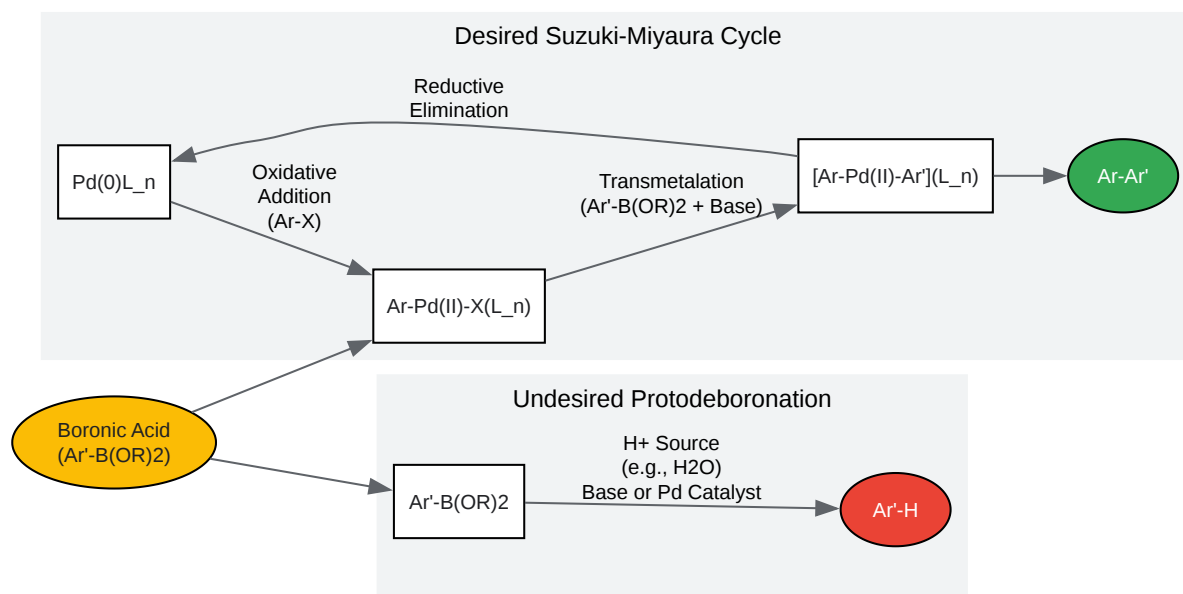 Desired Suzuki-Miyaura Cycle
Reductive
Elimination
Pd(0)L_n
Oxidative
Addition
(Ar-X)
Transmetalation
(Ar'-B(OR)2 + Base)
[Ar-Pd(II)-Ar'](L_n)
Ar-Ar'
Ar-Pd(II)-X(L_n)
Boronic Acid
(Ar'-B(OR)2)
Undesired Protodeboronation
H+ Source
(e.g., H2O)
Base or Pd Catalyst
Ar'-B(OR)2
Ar'-H